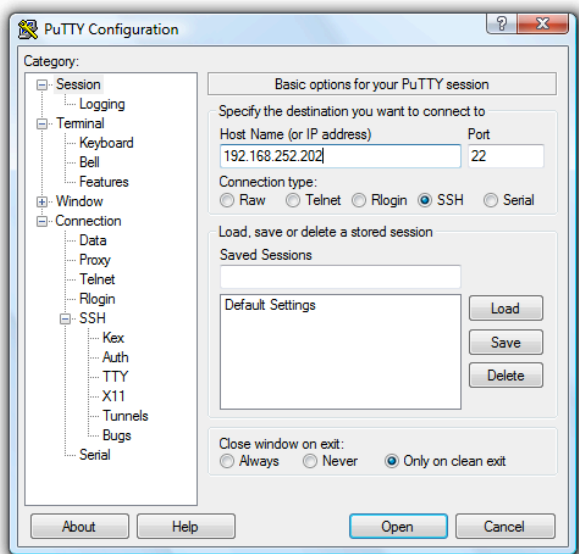 PuTTY Configuration
?
Category:
Session
Logging
Terminal
Keyboard
Bell
Features
Window
Connection
Data
Proxy
Telnet
Rlogin
SSH
Kex
Auth
TTY
X11
Tunnels
Bugs
Serial
Basic options for your PuTTY session
Specify the destination you want to connect to
Host Name (or IP address) Port
192.168.252.202 22
Connection type:
Raw Telnet Rlogin SSH Serial
Load, save or delete a stored session
Saved Sessions
Default Settings
Load
Save
Delete
Close window on exit:
Always Never Only on clean exit
About Help Open Cancel